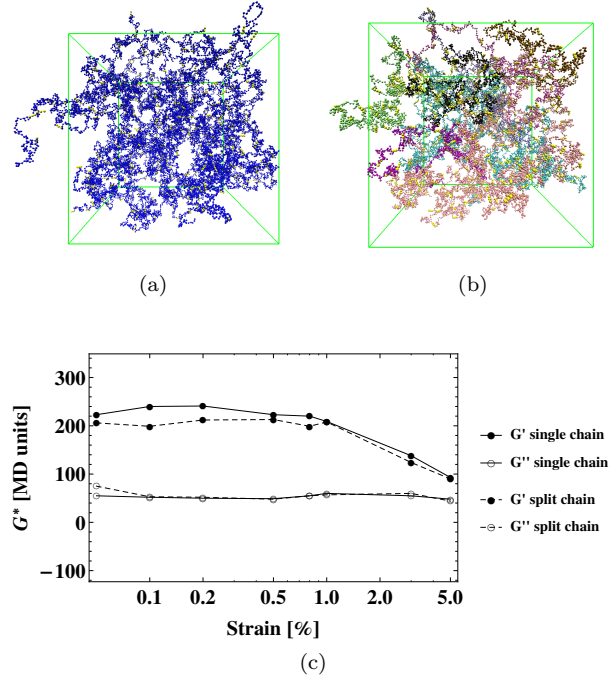 (a)
(b)
300
200
100
0
−100
G* [MD units]
0.1 0.2 0.5 1.0 2.0 5.0
Strain [%]
G' single chain
G'' single chain
G' split chain
G'' split chain
(c)